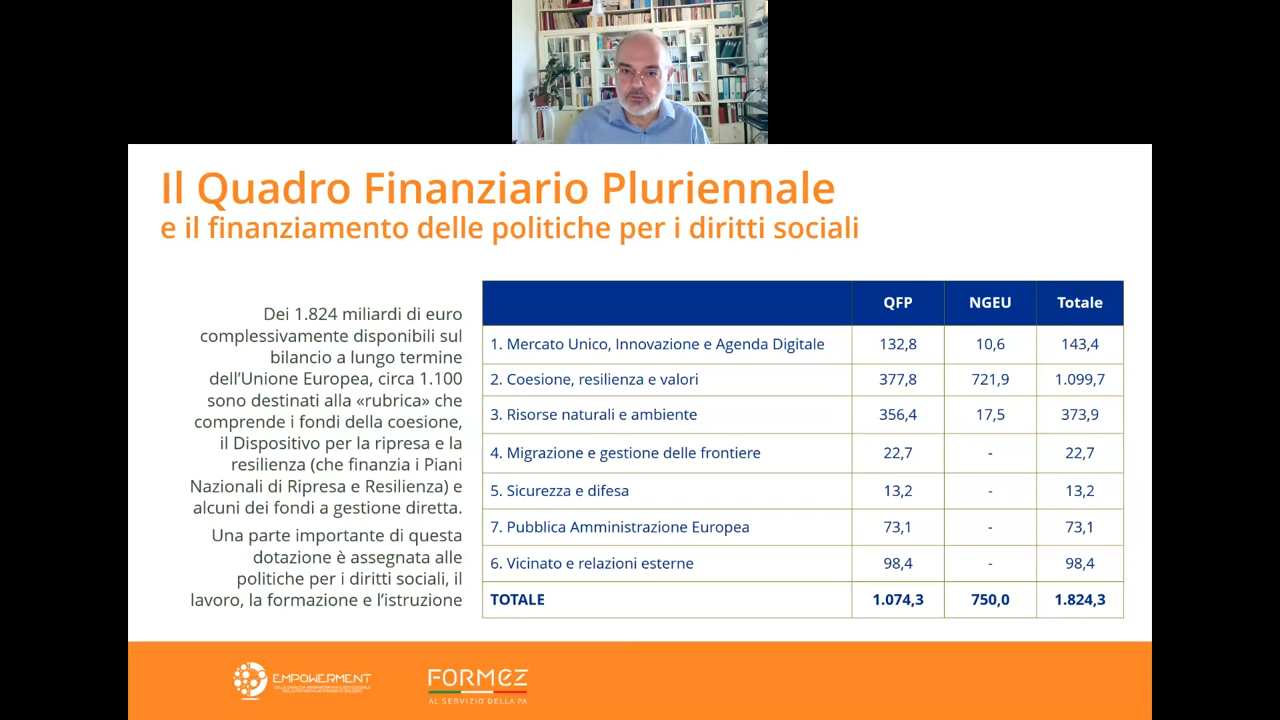 Il Quadro Finanziario Pluriennale
e il finanziamento delle politiche per i diritti sociali
Dei 1.824 miliardi di euro
complessivamente disponibili sul
bilancio a lungo termine
dell'Unione Europea, circa 1.100
sono destinati alla «rubrica» che
comprende i fondi della coesione,
il Dispositivo per la ripresa e la
resilienza (che finanzia i Piani
Nazionali di Ripresa e Resilienza) e
alcuni dei fondi a gestione diretta.
Una parte importante di questa
dotazione è assegnata alle
politiche per i diritti sociali, il
lavoro, la formazione e l'istruzione
QFP NGEU Totale
1. Mercato Unico, Innovazione e Agenda Digitale 132,8 10,6 143,4
2. Coesione, resilienza e valori 377,8 721,9 1.099,7
3. Risorse naturali e ambiente 356,4 17,5 373,9
4. Migrazione e gestione delle frontiere 22,7 - 22,7
5. Sicurezza e difesa 13,2 - 13,2
7. Pubblica Amministrazione Europea 73,1 - 73,1
6. Vicinato e relazioni esterne 98,4 - 98,4
TOTALE 1.074,3 750,0 1.824,3
EMPOWERMENT
FORMEZ
AL SERVIZIO DELLA PA